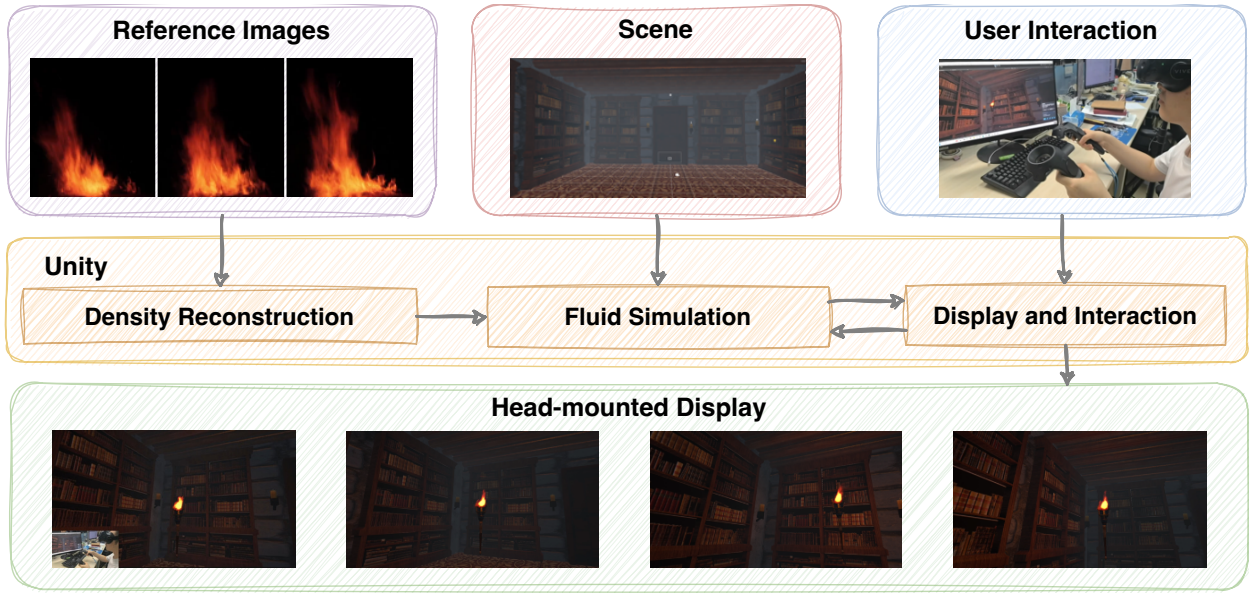 Reference Images
Scene
User Interaction
Unity
Density Reconstruction
Fluid Simulation
Display and Interaction
Head-mounted Display